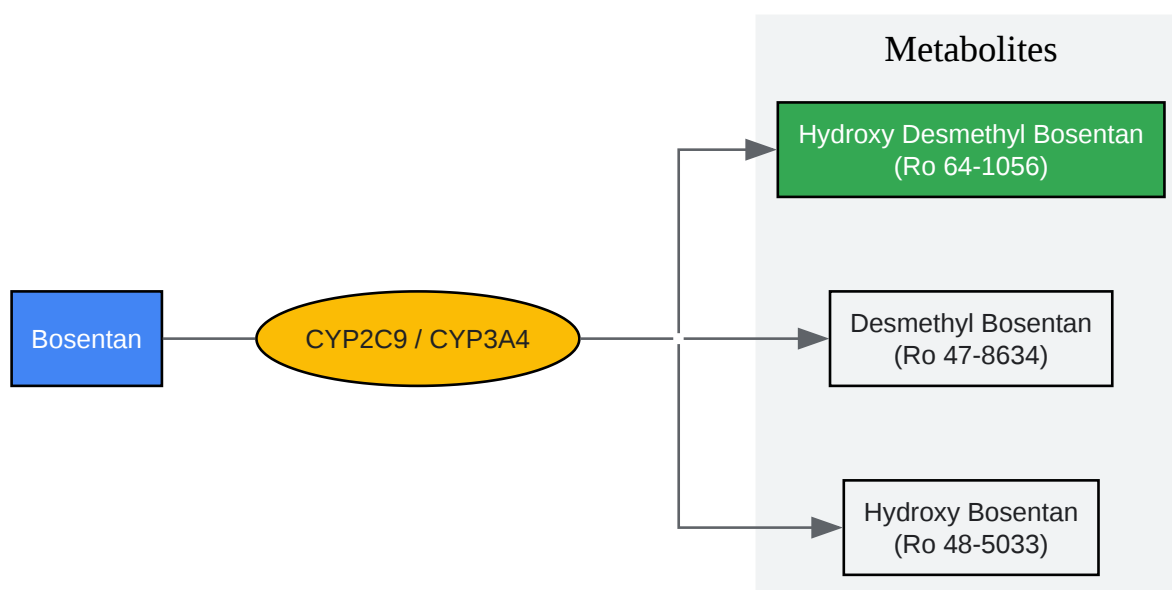 Metabolites
Hydroxy Desmethyl Bosentan
(Ro 64-1056)
Bosentan
CYP2C9 / CYP3A4
Desmethyl Bosentan
(Ro 47-8634)
Hydroxy Bosentan
(Ro 48-5033)